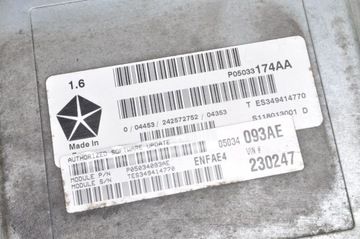 1.6
P05033174AA
T ES349414770
0 / 04453 / 242572752 / 04353
S118013001 D
Made in
AUTHORIZED SOFTWARE UPDATE
05034 093AE
MODULE P/N P05034093AE
ENFAE4 VIN #
MODULE S/N TES349414770
230247